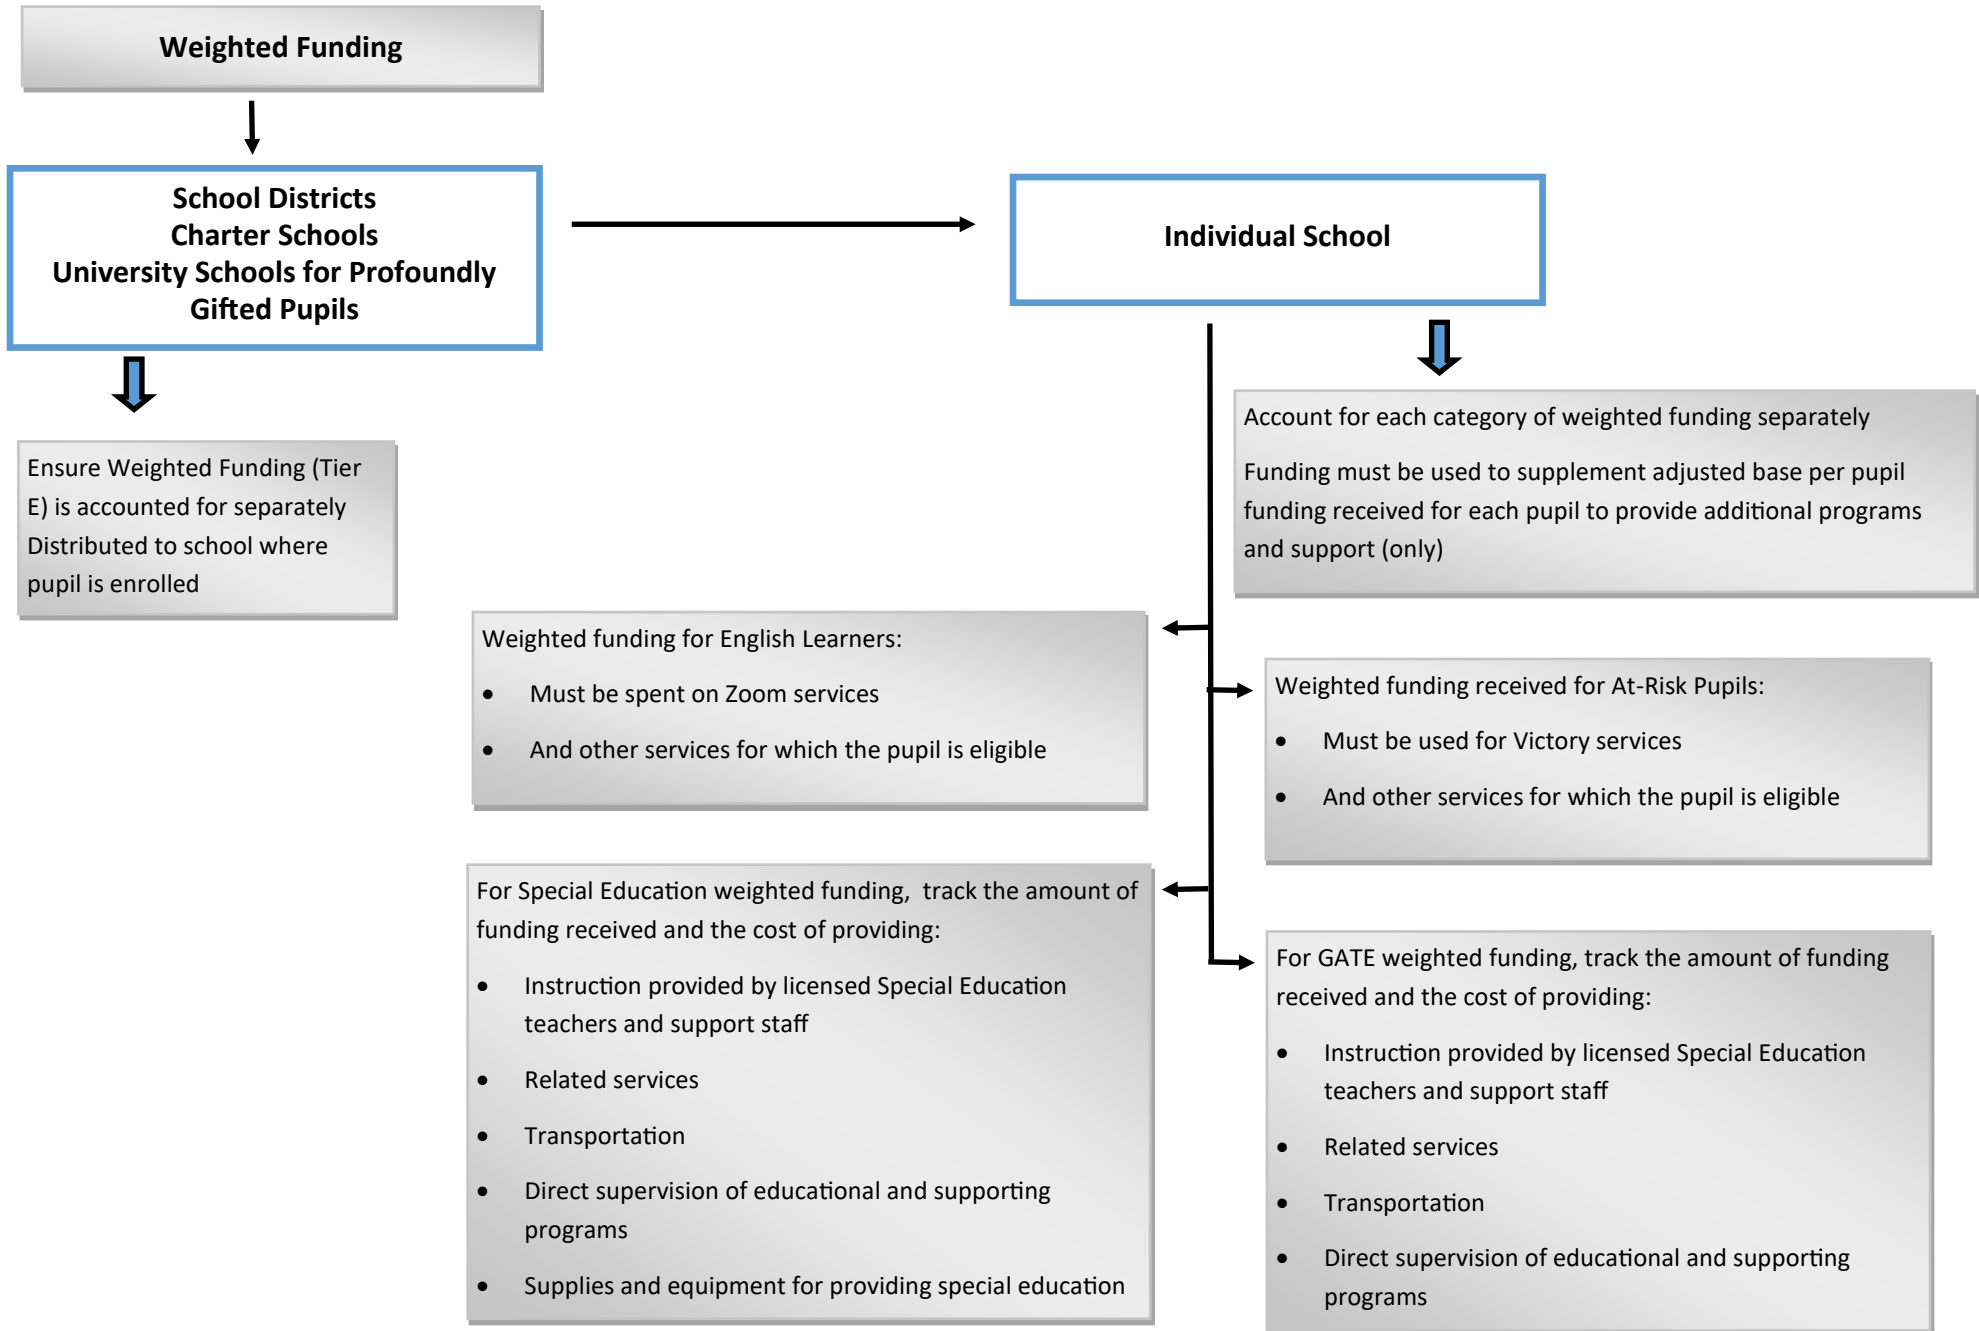 Weighted Funding
School Districts
Charter Schools
University Schools for Profoundly
Gifted Pupils
Individual School
Ensure Weighted Funding (Tier
E) is accounted for separately
Distributed to school where
pupil is enrolled
Account for each category of weighted funding separately
Funding must be used to supplement adjusted base per pupil
funding received for each pupil to provide additional programs
and support (only)
Weighted funding for English Learners:
• Must be spent on Zoom services
• And other services for which the pupil is eligible
Weighted funding received for At-Risk Pupils:
• Must be used for Victory services
• And other services for which the pupil is eligible
For Special Education weighted funding,  track the amount of
funding received and the cost of providing:
• Instruction provided by licensed Special Education
teachers and support staff
• Related services
• Transportation
• Direct supervision of educational and supporting
programs
• Supplies and equipment for providing special education
For GATE weighted funding, track the amount of funding
received and the cost of providing:
• Instruction provided by licensed Special Education
teachers and support staff
• Related services
• Transportation
• Direct supervision of educational and supporting
programs